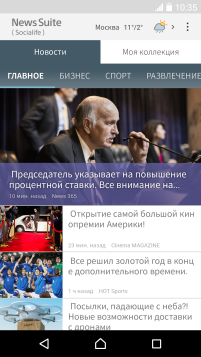 10:35
News Suite
( Socialife )
Москва 11°/2°
Новости
Моя коллекция
ГЛАВНОЕ БИЗНЕС СПОРТ РАЗВЛЕЧЕНИЕ
Председатель указывает на повышение
процентной ставки. Все внимание на...
10 мин. назад News 365
Открытие самой большой кин
опремии Америки!
23 мин. назад Cinema MAGAZINE
Все решил золотой год в конц
е дополнительного времени.
1 ч назад HOT Sports
Посылки, падающие с неба?!
Новые возможности доставки
с дронами